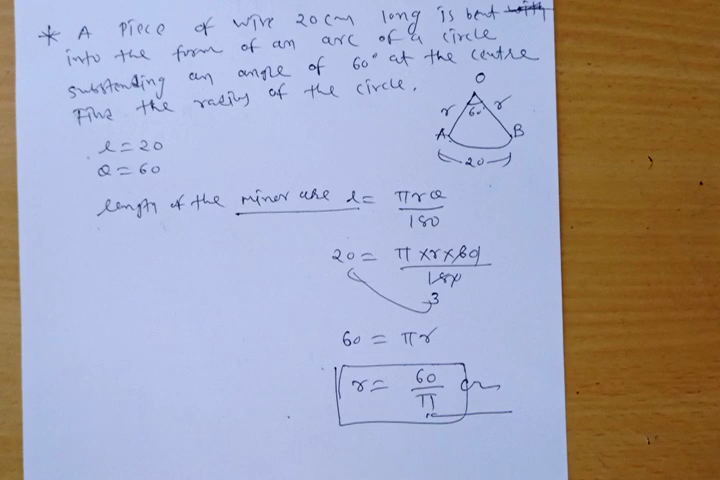 * A piece of wire 20cm long is bent
into the form of an arc of a circle
substending an angle of 60° at the centre
Find the radius of the circle.
O
r 60° r
A B
20
l = 20
Q = 60
length of the minor arc l = πrQ/180
20 = π×r×60/180
3
60 = πr
r = 60/π cm